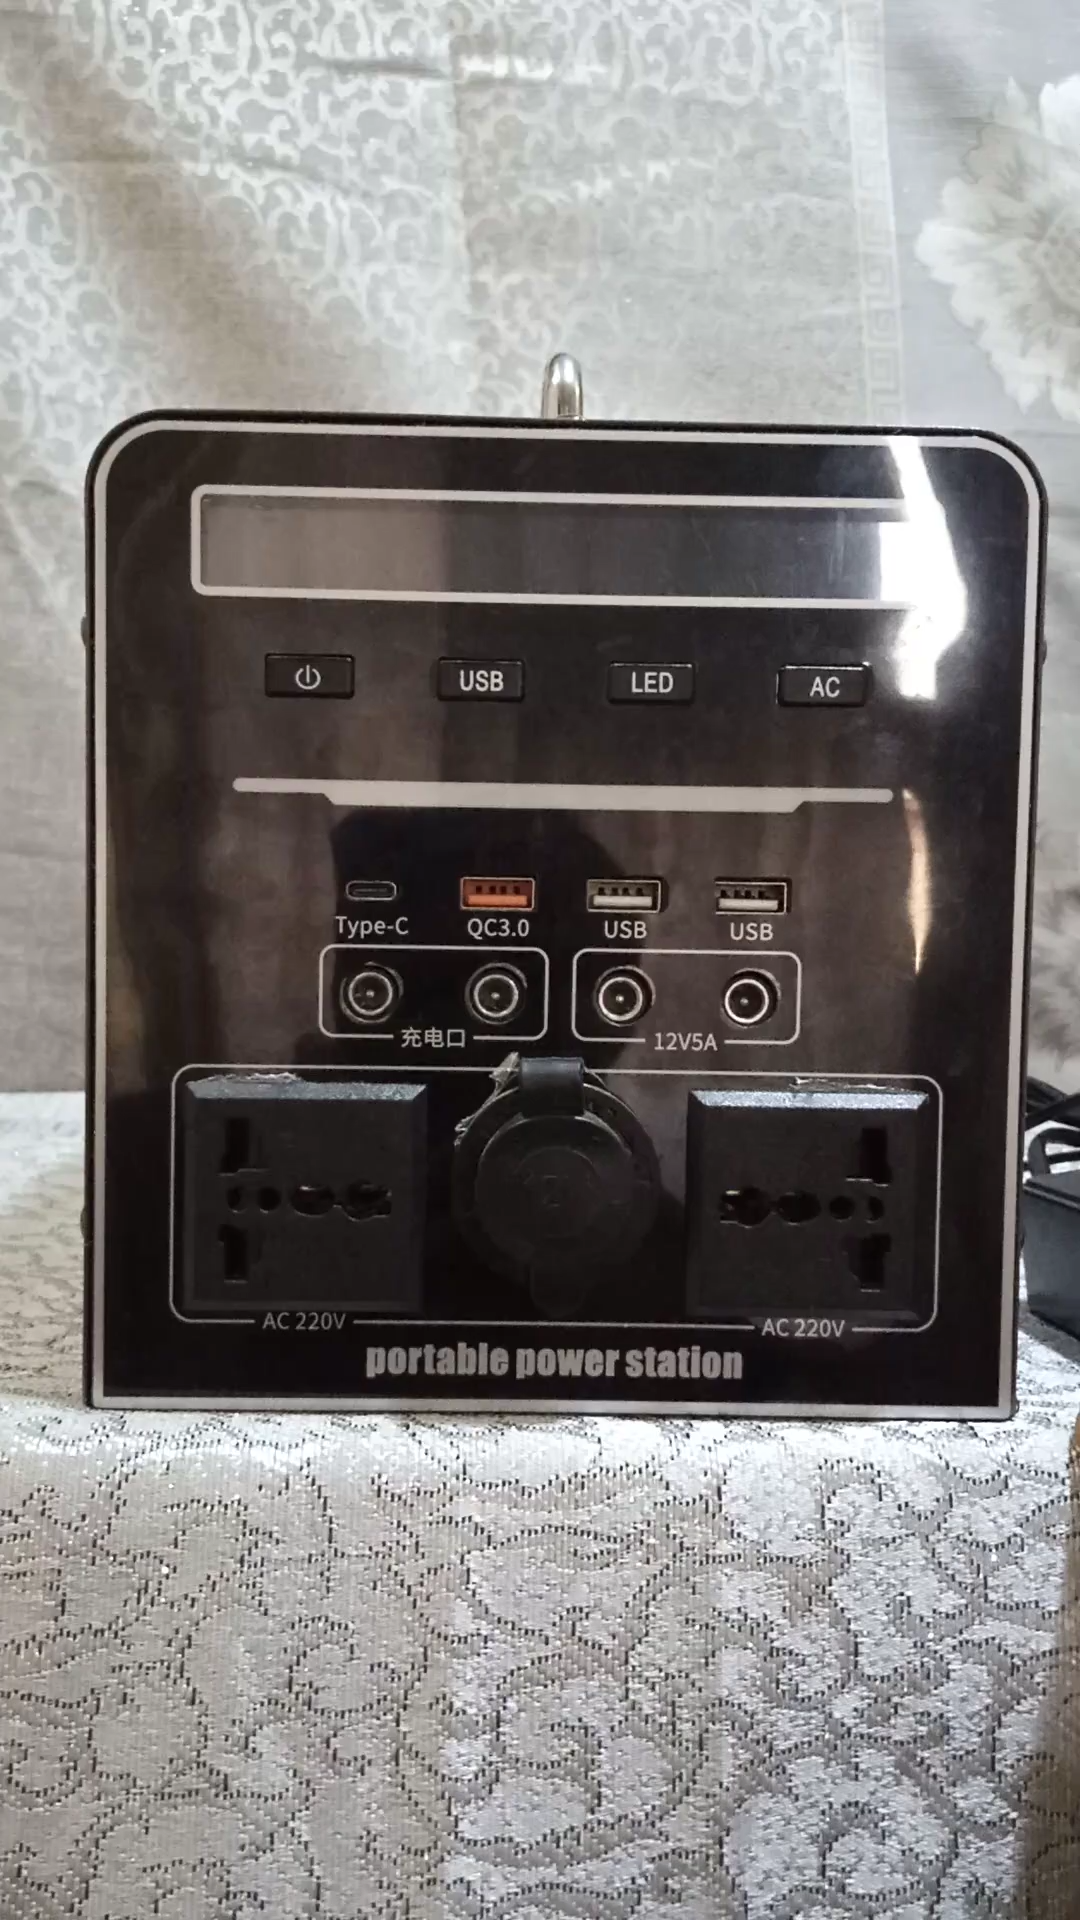 USB LED AC
Type-C QC3.0 USB USB
充电口 12V5A
AC 220V AC 220V
portable power station